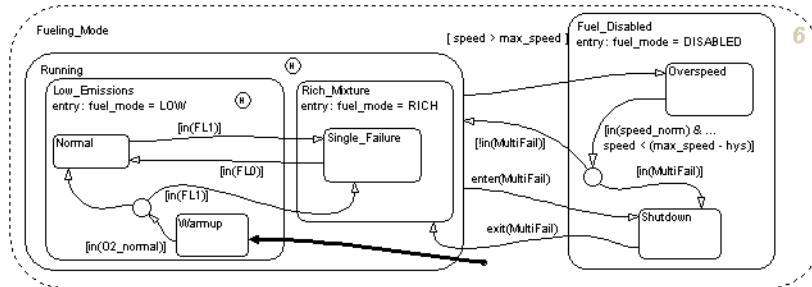 Fueling_Mode
[ speed > max_speed ]
Fuel_Disabled
entry: fuel_mode = DISABLED
6
Running
H
Overspeed
Low_Emissions
entry: fuel_mode = LOW
H
Rich_Mixture
entry: fuel_mode = RICH
[in(speed_norm) & ...
speed < (max_speed - hys)]
[in(FL1)]
Normal
Single_Failure
[!in(MultiFail)]
[in(FL0)]
[in(MultiFail)]
[in(FL1)]
enter(MultiFail)
Warmup
Shutdown
exit(MultiFail)
[in(O2_normal)]